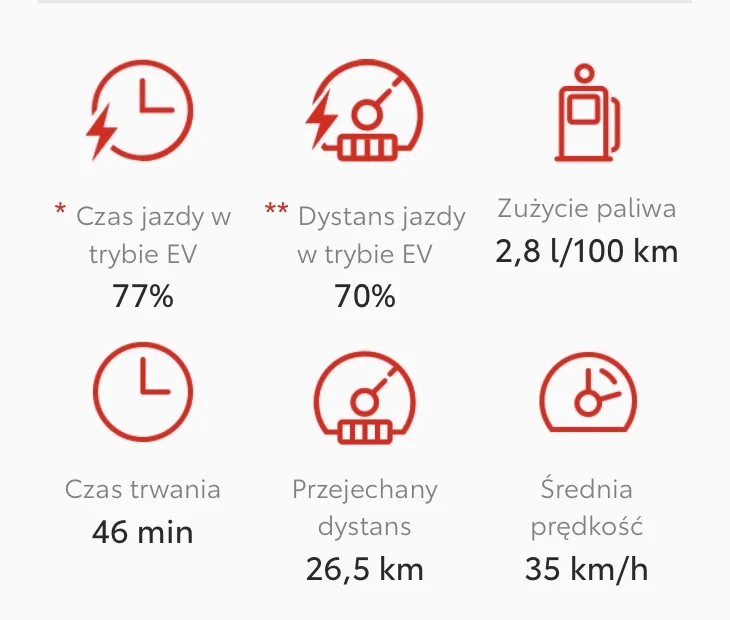 * Czas jazdy w
trybie EV
77%
** Dystans jazdy
w trybie EV
70%
Zużycie paliwa
2,8 l/100 km
Czas trwania
46 min
Przejechany
dystans
26,5 km
Średnia
prędkość
35 km/h